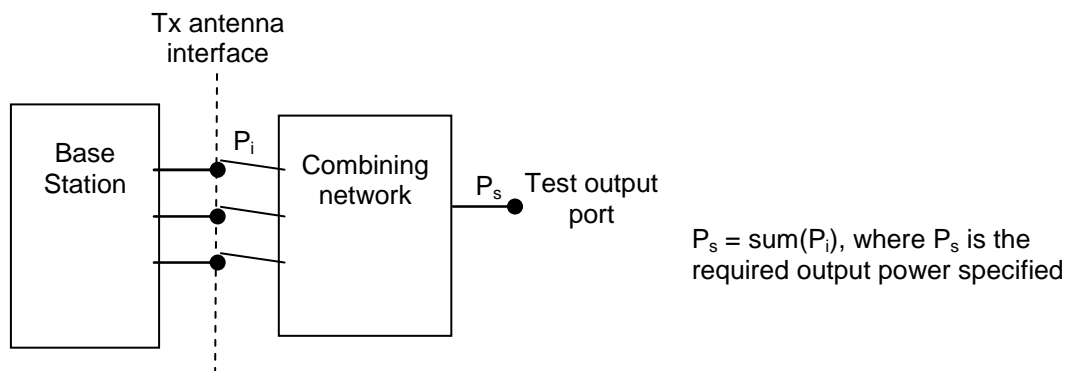 Tx antenna
interface
Base
Station
Pᵢ
Combining
network
Pₛ
Test output
port
Pₛ = sum(Pᵢ), where Pₛ is the
required output power specified